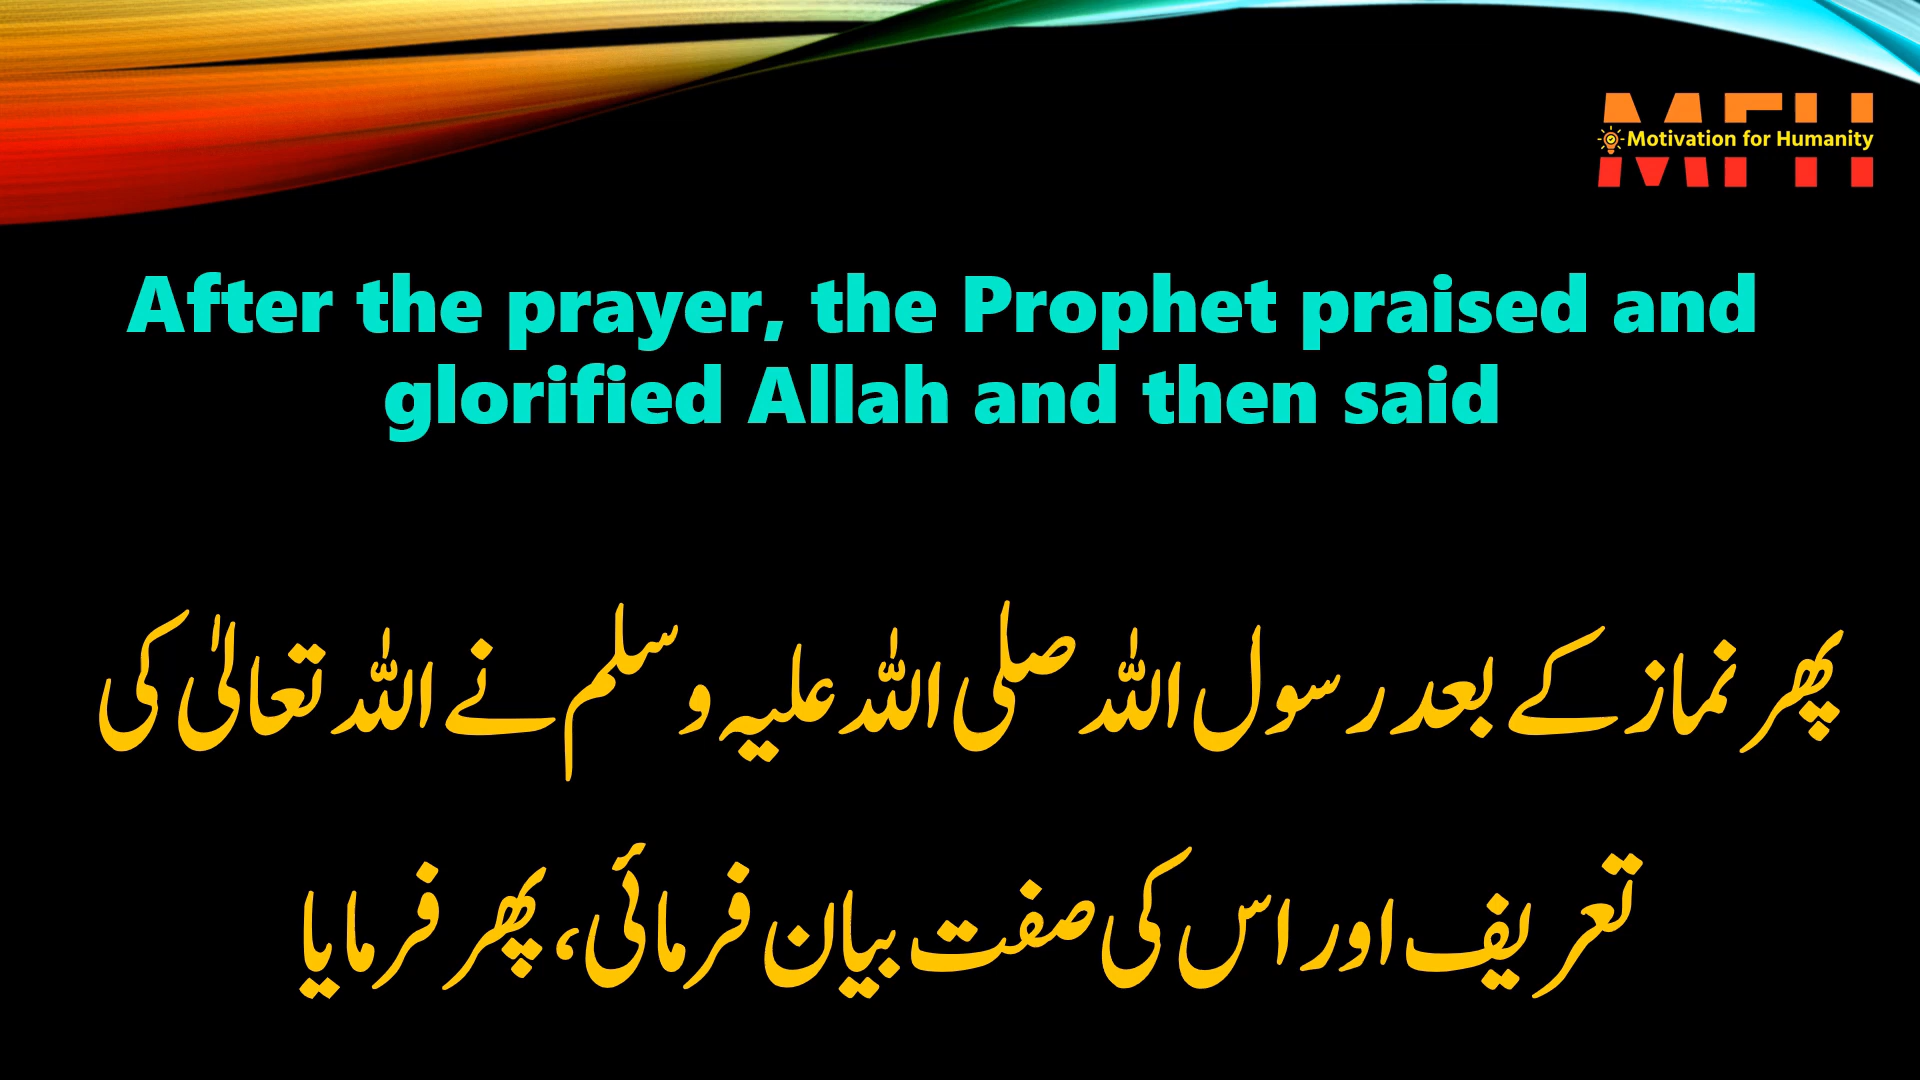 MFH
Motivation for Humanity
After the prayer, the Prophet praised and
glorified Allah and then said
پھر نماز کے بعد رسول اللہ صلی اللہ علیہ وسلم نے اللہ تعالیٰ کی
تعریف اور اس کی صفت بیان فرمائی، پھر فرمایا